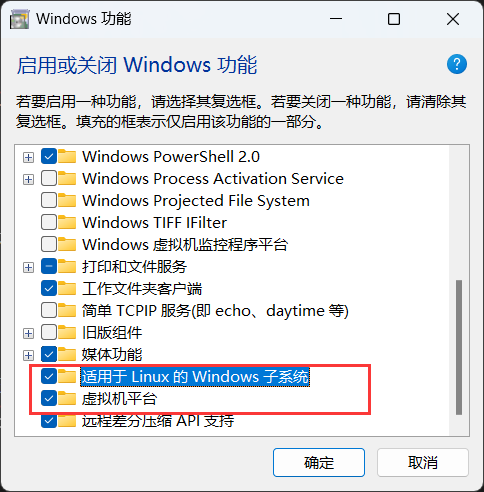 Windows 功能
启用或关闭 Windows 功能
若要启用一种功能，请选择其复选框。若要关闭一种功能，请清除其
复选框。填充的框表示仅启用该功能的一部分。
Windows PowerShell 2.0
Windows Process Activation Service
Windows Projected File System
Windows TIFF IFilter
Windows 虚拟机监控程序平台
打印和文件服务
工作文件夹客户端
简单 TCPIP 服务(即 echo、daytime 等)
旧版组件
媒体功能
适用于 Linux 的 Windows 子系统
虚拟机平台
远程差分压缩 API 支持
确定
取消